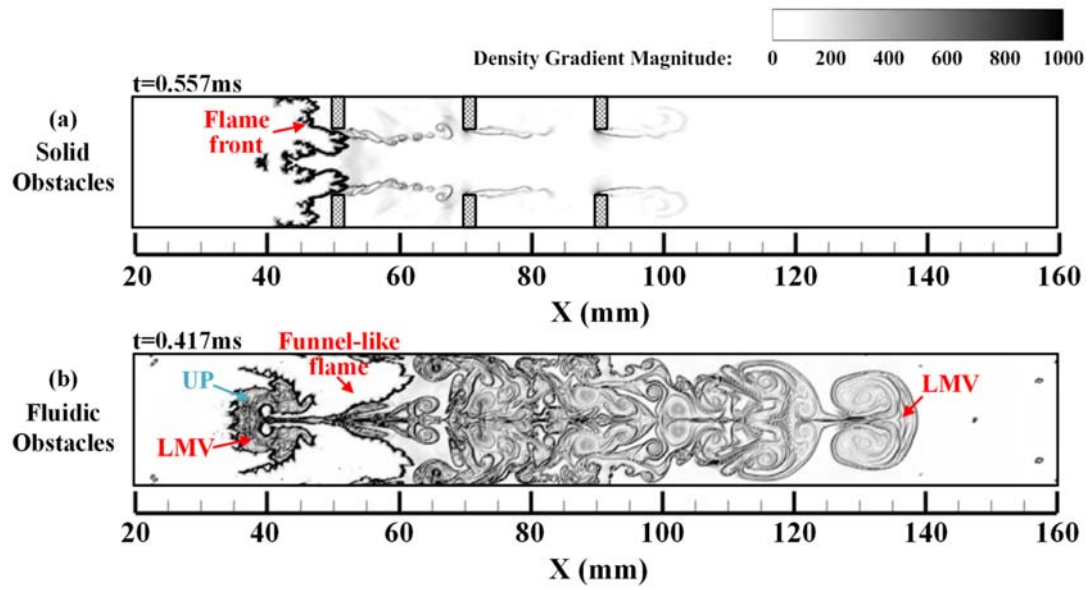 Density Gradient Magnitude: 0 200 400 600 800 1000
t=0.557ms
(a)
Solid
Obstacles
Flame
front
20 40 60 80 100 120 140 160
X (mm)
t=0.417ms
(b)
Fluidic
Obstacles
Funnel-like
flame
UP
LMV
LMV
20 40 60 80 100 120 140 160
X (mm)